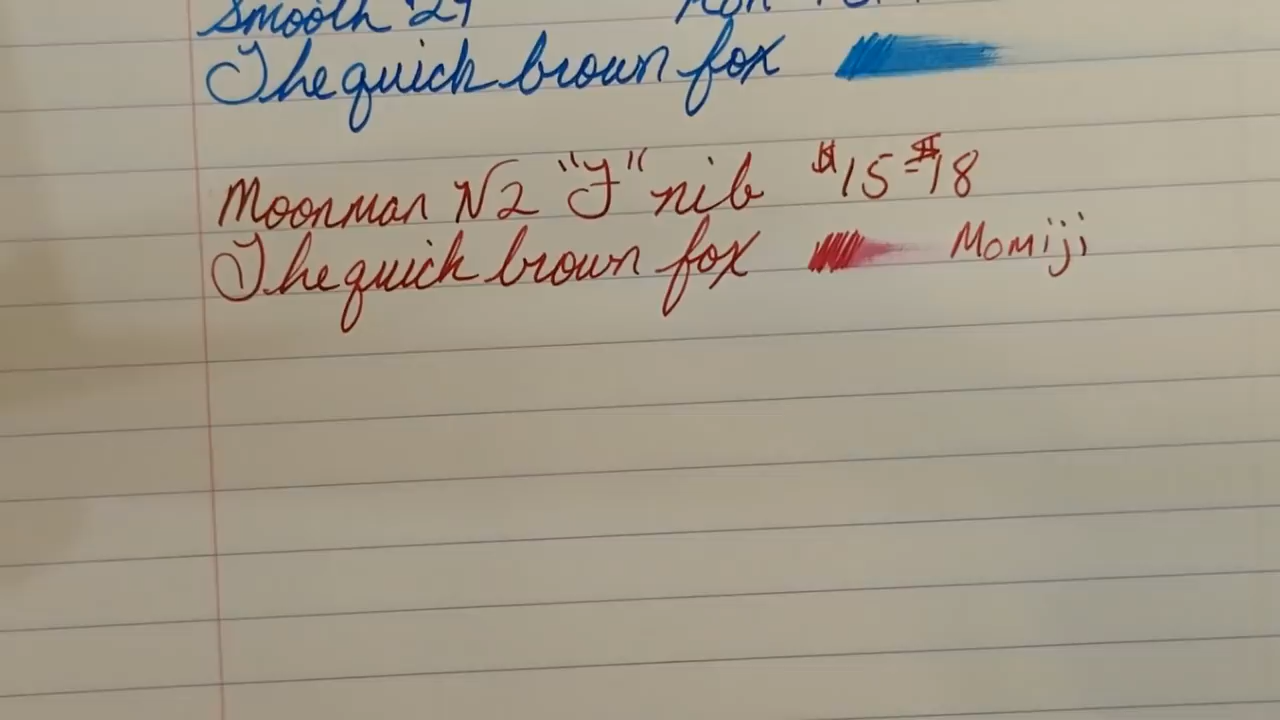 Smooth
The quick brown fox
Moonman N2 "F" nib $15-$18
The quick brown fox Momiji